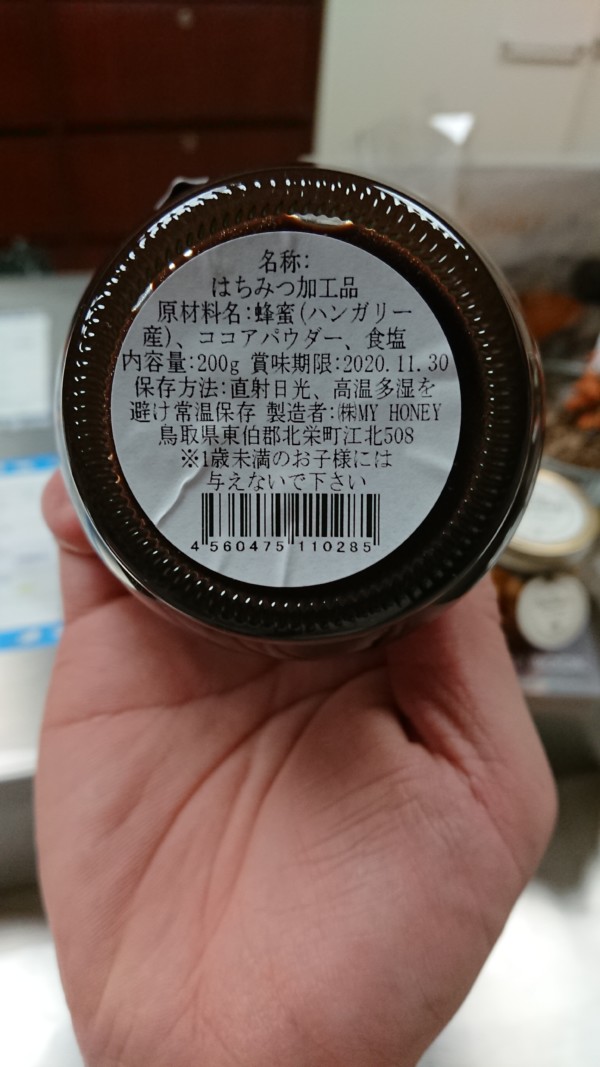 名称:
はちみつ加工品
原材料名:蜂蜜(ハンガリー
産)、ココアパウダー、食塩
内容量:200g 賞味期限:2020.11.30
保存方法:直射日光、高温多湿を
避け常温保存 製造者:㈱MY HONEY
鳥取県東伯郡北栄町江北508
※1歳未満のお子様には
与えないで下さい
4 560475 110285